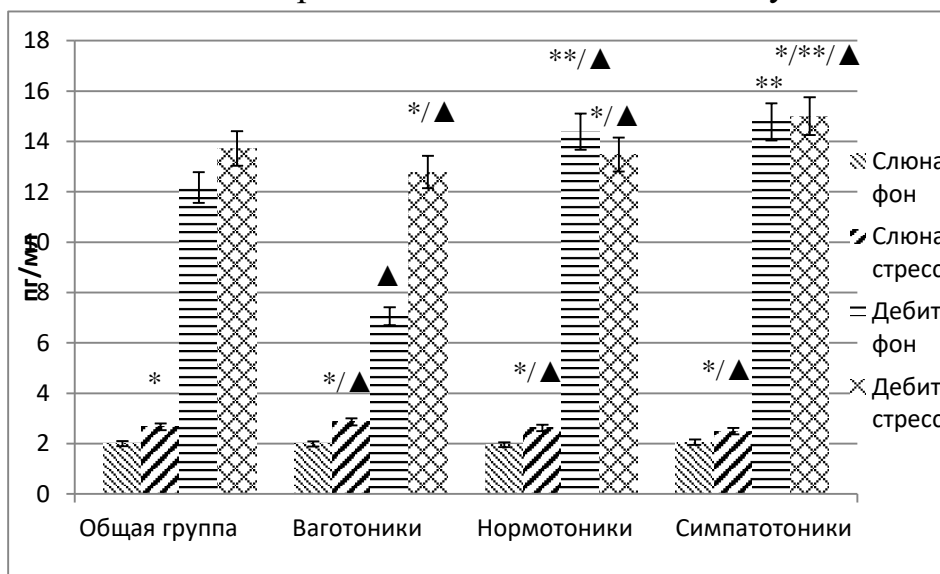 18
16
14
12
10
8
6
4
2
0
пг/мл
*
*/▲
▲
*/▲
*/▲
**/▲
*/▲
*/▲
**
*/**/▲
Общая группа
Ваготоники
Нормотоники
Симпатотоники
Слюна
фон
Слюна
стресс
Дебит
фон
Дебит
стресс